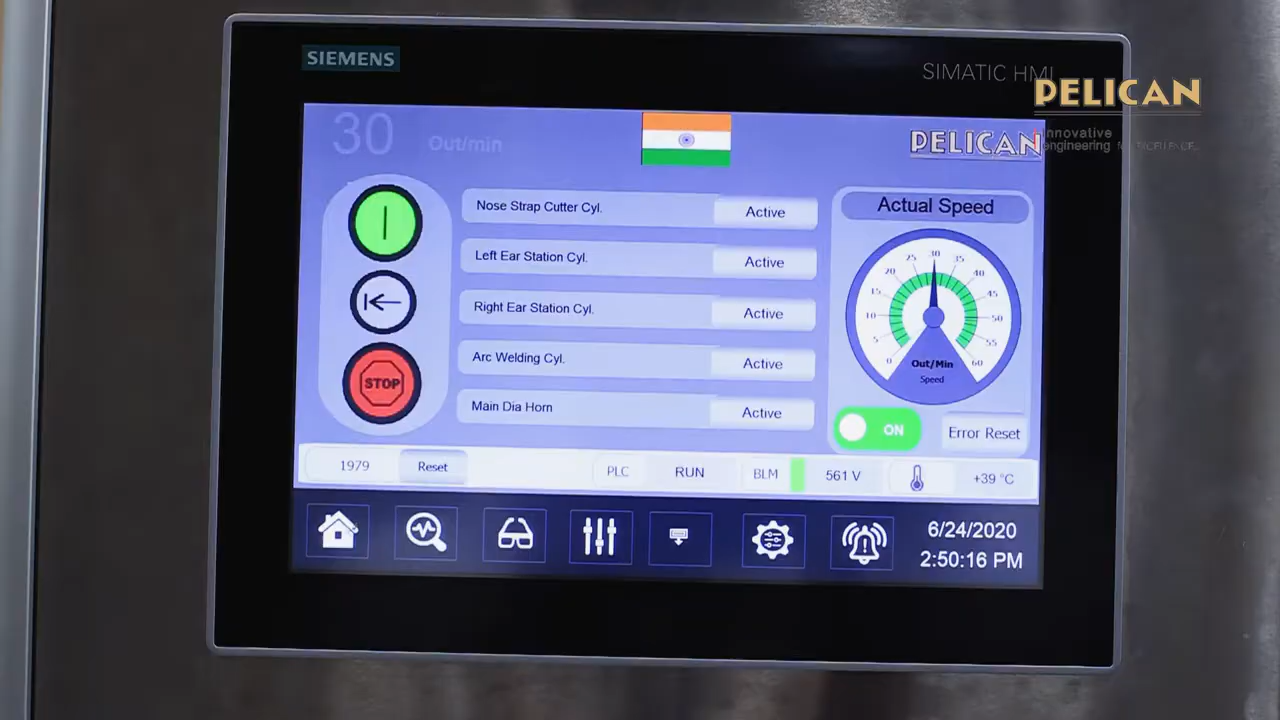 SIEMENS
SIMATIC HMI
PELICAN
Innovative
engineering
30 Out/min
PELICAN
Nose Strap Cutter Cyl. Active
Left Ear Station Cyl. Active
Right Ear Station Cyl. Active
Arc Welding Cyl. Active
Main Dia Horn Active
STOP
Actual Speed
0 5 10 15 20 25 30 35 40 45 50 55 60
Out/Min
Speed
ON
Error Reset
1979 Reset PLC RUN BLM 561 V +39 °C
6/24/2020
2:50:16 PM